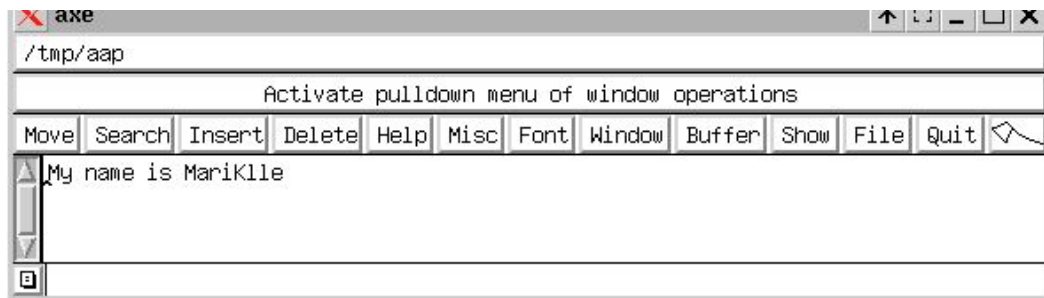 axe
/tmp/aap
Activate pulldown menu of window operations
Move Search Insert Delete Help Misc Font Window Buffer Show File Quit
My name is MariKlle